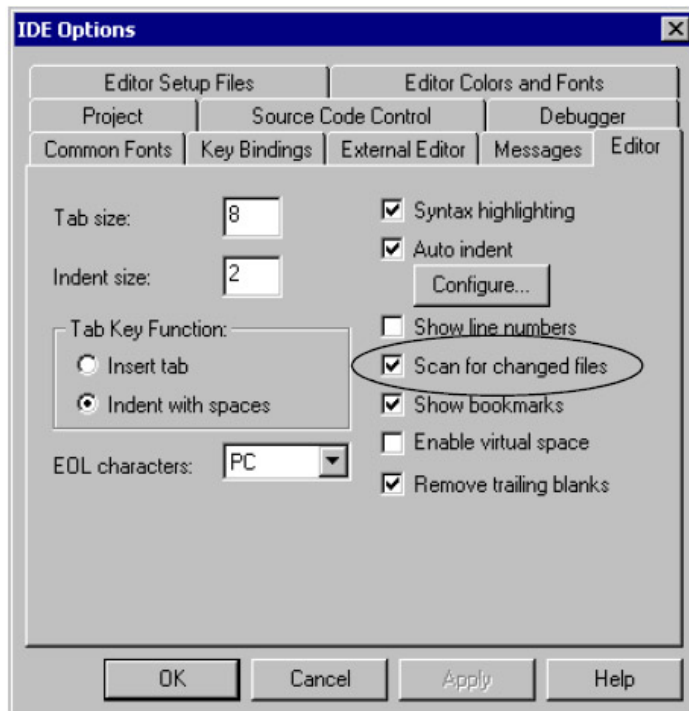 IDE Options
Editor Setup Files
Editor Colors and Fonts
Project
Source Code Control
Debugger
Common Fonts
Key Bindings
External Editor
Messages
Editor
Tab size:
8
Indent size:
2
Tab Key Function:
Insert tab
Indent with spaces
EOL characters:
PC
Syntax highlighting
Auto indent
Configure...
Show line numbers
Scan for changed files
Show bookmarks
Enable virtual space
Remove trailing blanks
OK
Cancel
Apply
Help